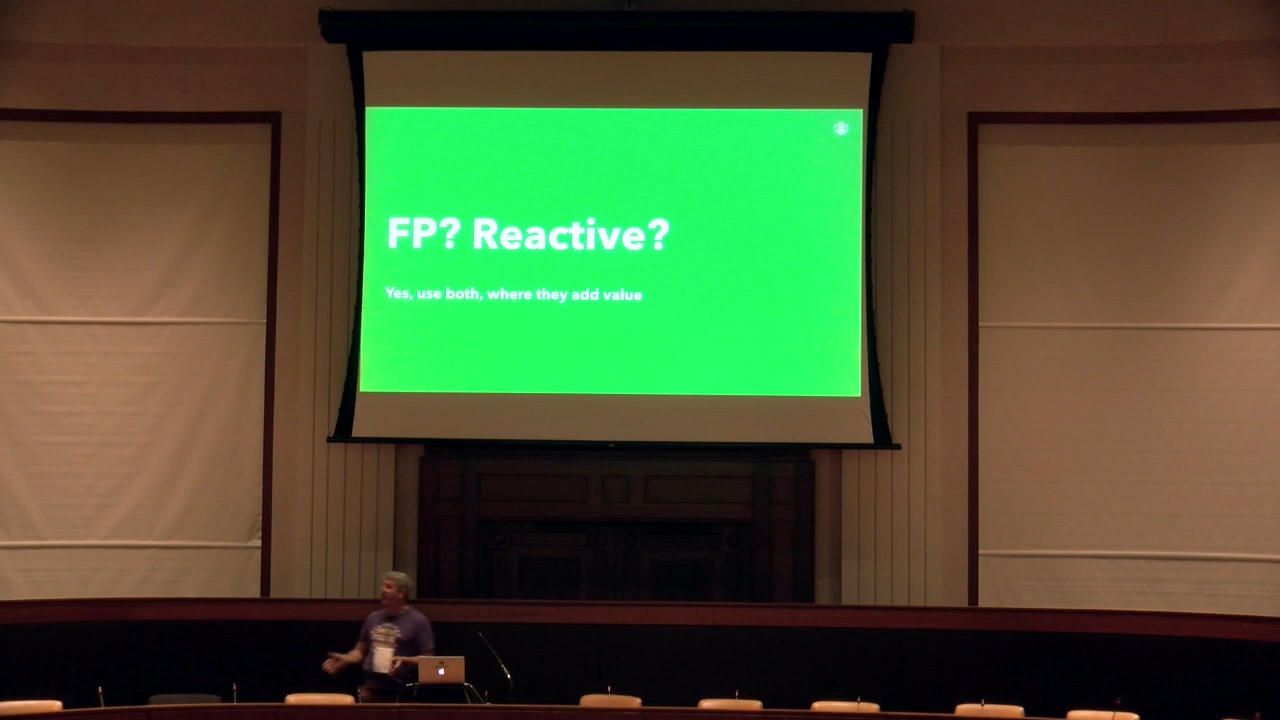 FP? Reactive?
Yes, use both, where they add value